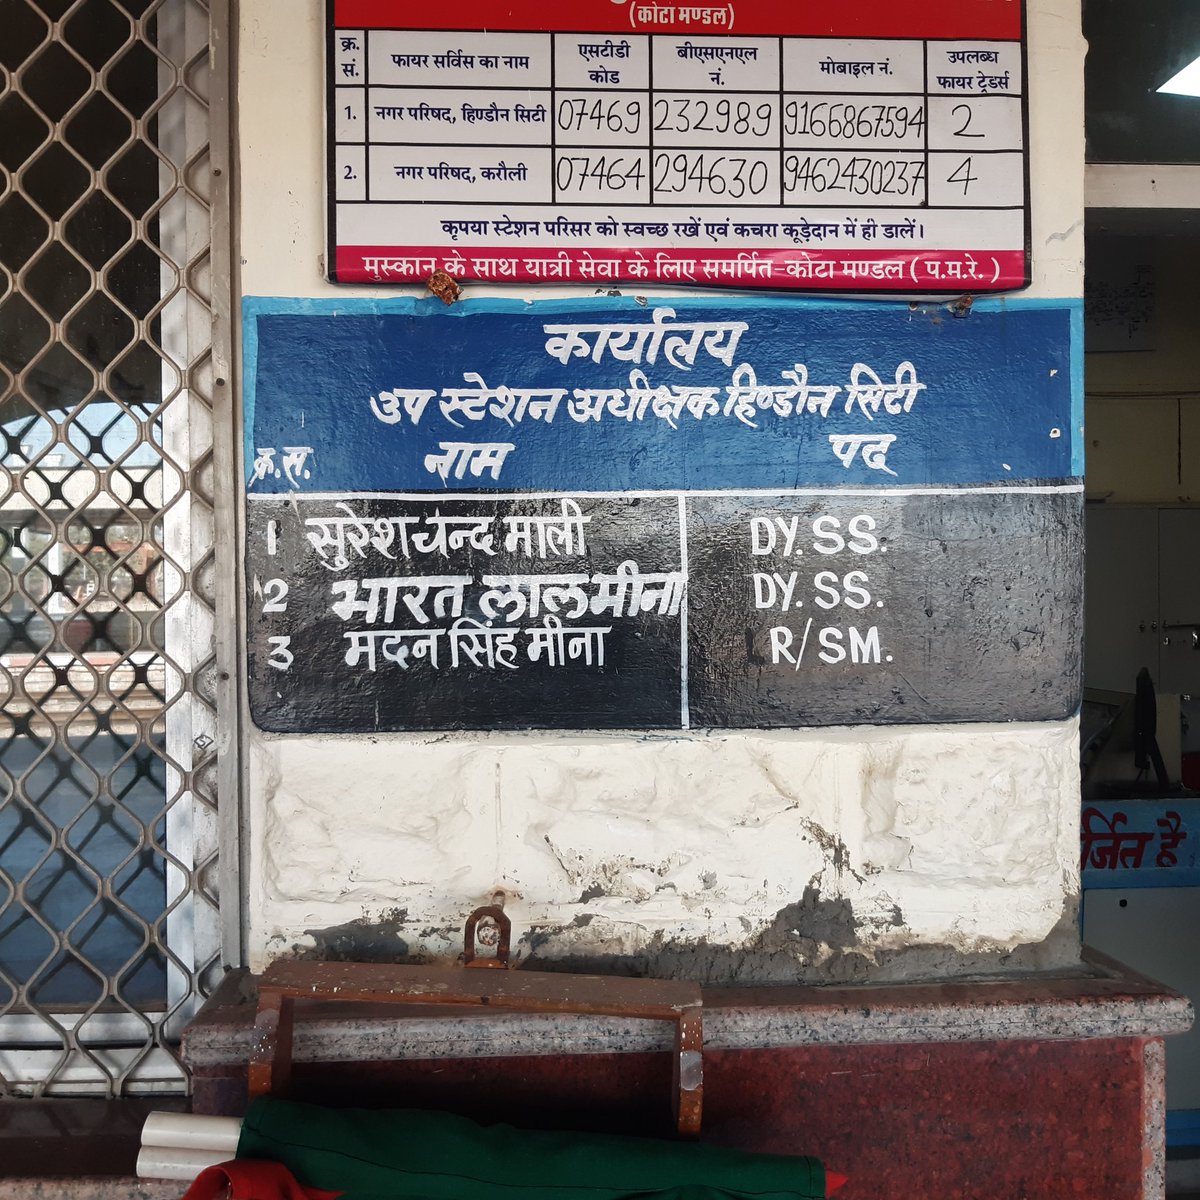 (कोटा मण्डल)
क्र. सं. फायर सर्विस का नाम एसटीडी कोड बीएसएनएल नं. मोबाइल नं. उपलब्ध फायर ट्रेडर्स
1. नगर परिषद, हिण्डौन सिटी 07469 232989 9166867594 2
2. नगर परिषद, करौली 07464 294630 9462430237 4
कृपया स्टेशन परिसर को स्वच्छ रखें एवं कचरा कूड़ेदान में ही डालें।
मुस्कान के साथ यात्री सेवा के लिए समर्पित-कोटा मण्डल ( प.म.रे. )
कार्यालय
उप स्टेशन अधीक्षक हिण्डौन सिटी
क्र.स. नाम पद
1 सुरेश चन्द माली DY. SS.
2 भारत लाल मीना DY. SS.
3 मदन सिंह मीना R/SM.
र्जित है